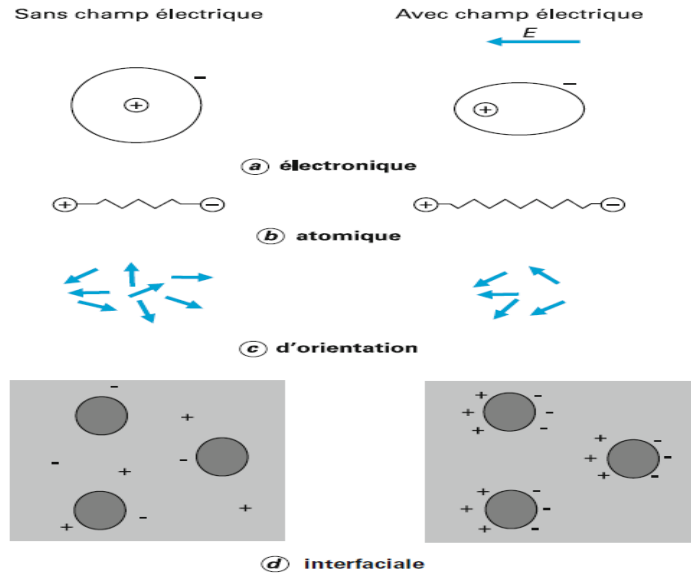 Sans champ électrique
Avec champ électrique
E
+ −
+ −
a électronique
+ − + −
b atomique
c d'orientation
- + - - + - + - +
+ - + - + - + - + - + - + - + - + -
d interfaciale